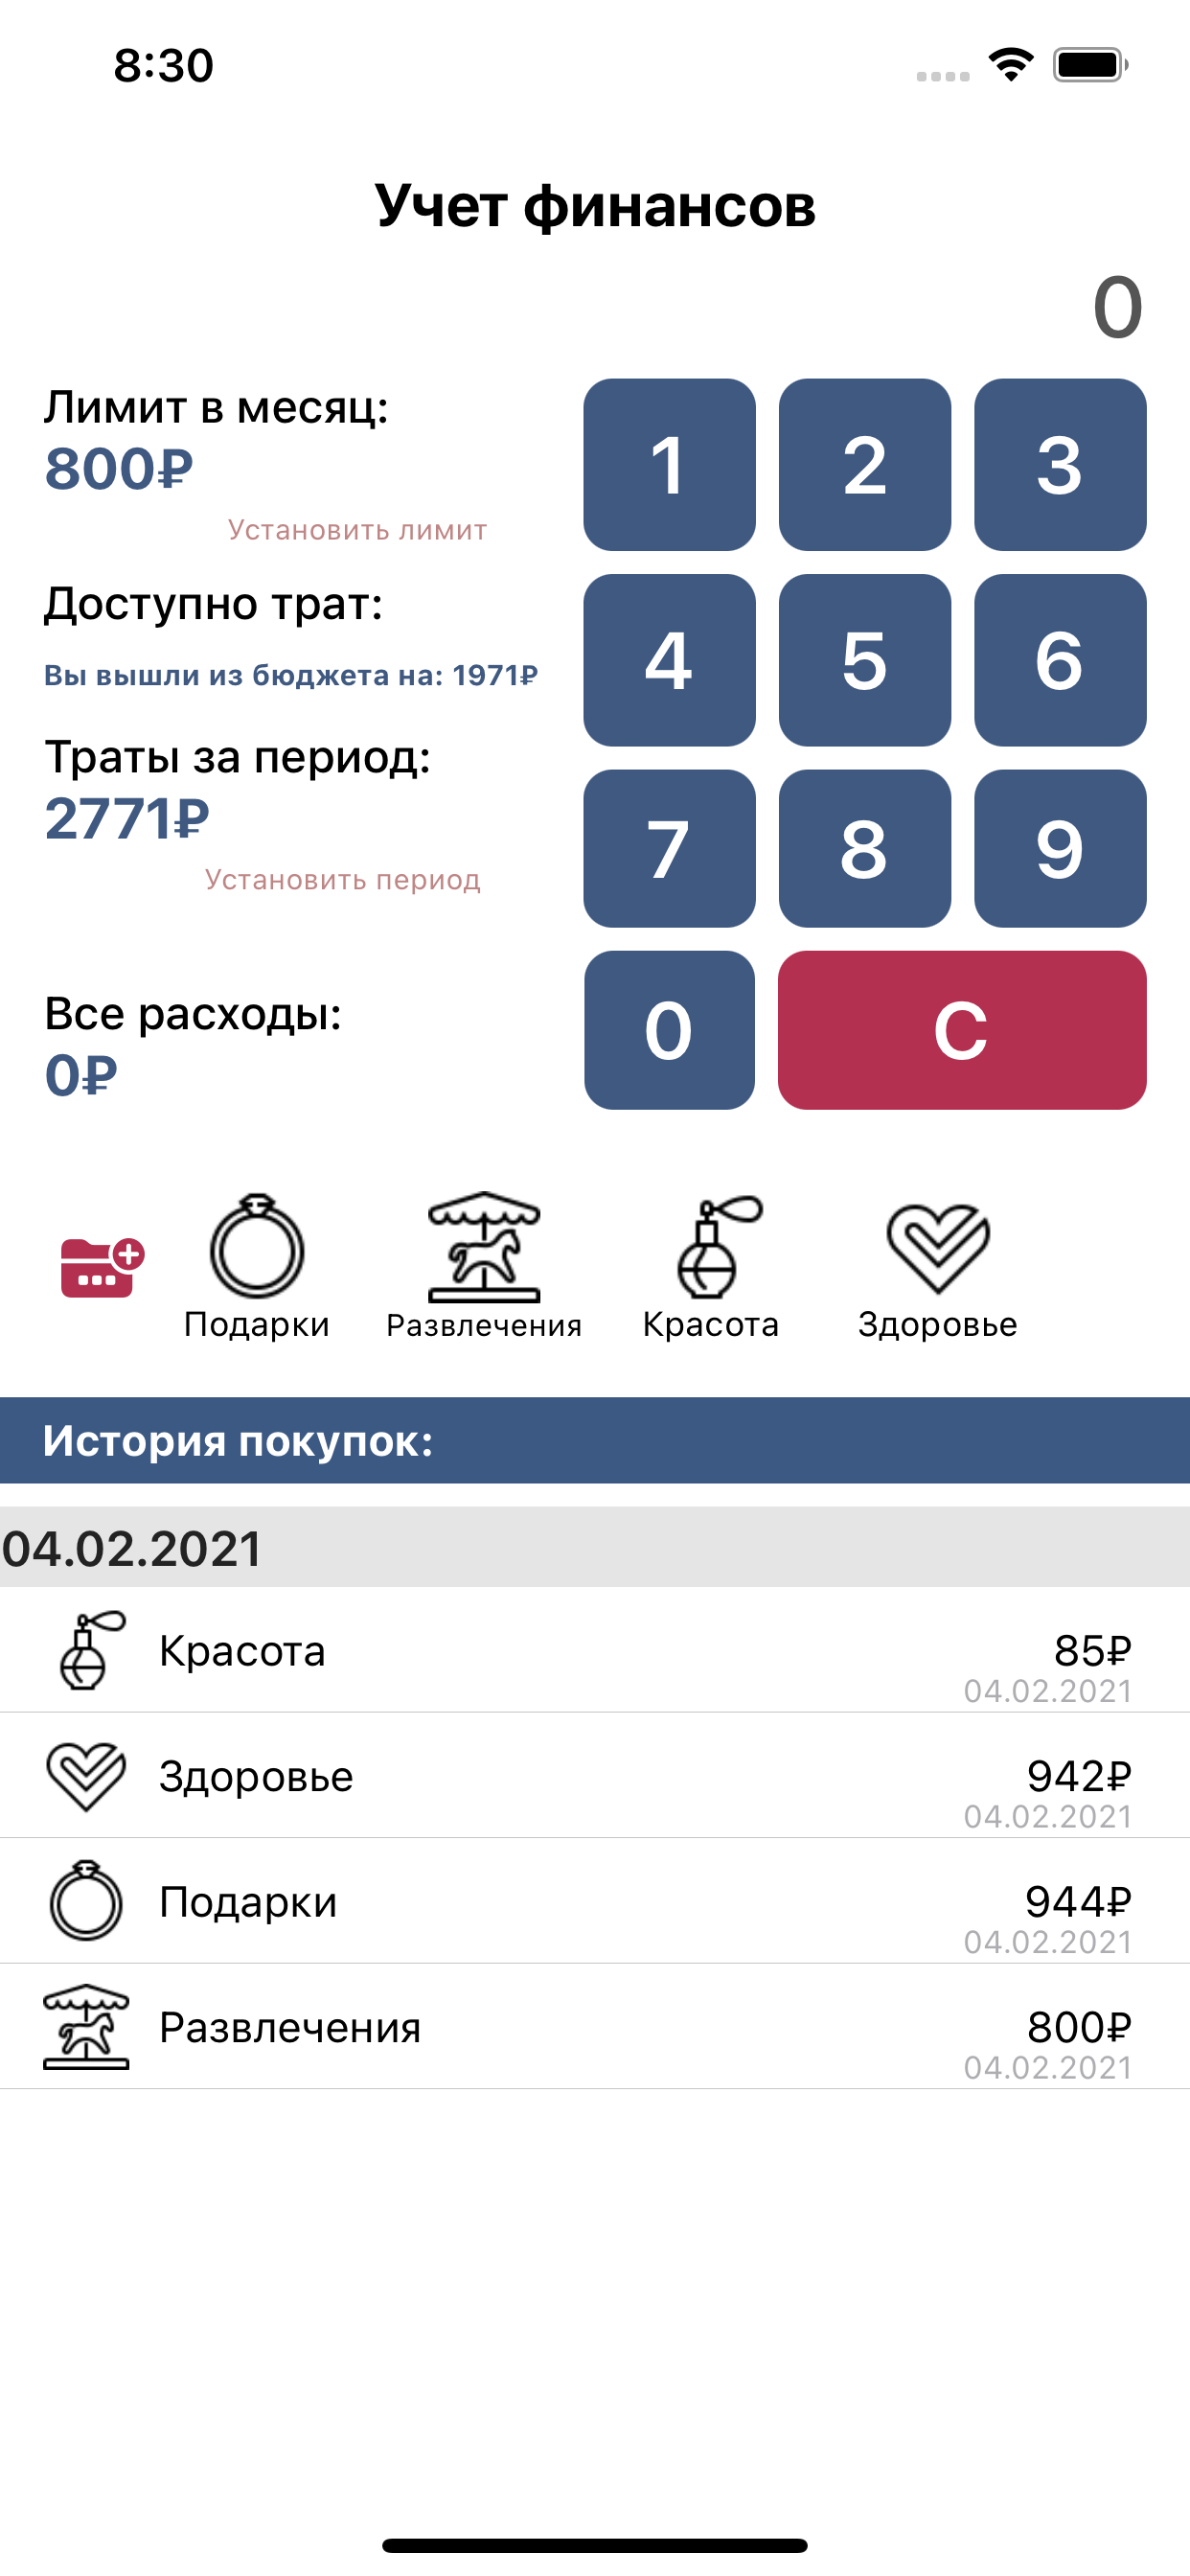 8:30
Учет финансов
0
Лимит в месяц:
800₽
Установить лимит
Доступно трат:
Вы вышли из бюджета на: 1971₽
Траты за период:
2771₽
Установить период
Все расходы:
0₽
1 2 3
4 5 6
7 8 9
0 C
Подарки Развлечения Красота Здоровье
История покупок:
04.02.2021
Красота 85₽
04.02.2021
Здоровье 942₽
04.02.2021
Подарки 944₽
04.02.2021
Развлечения 800₽
04.02.2021